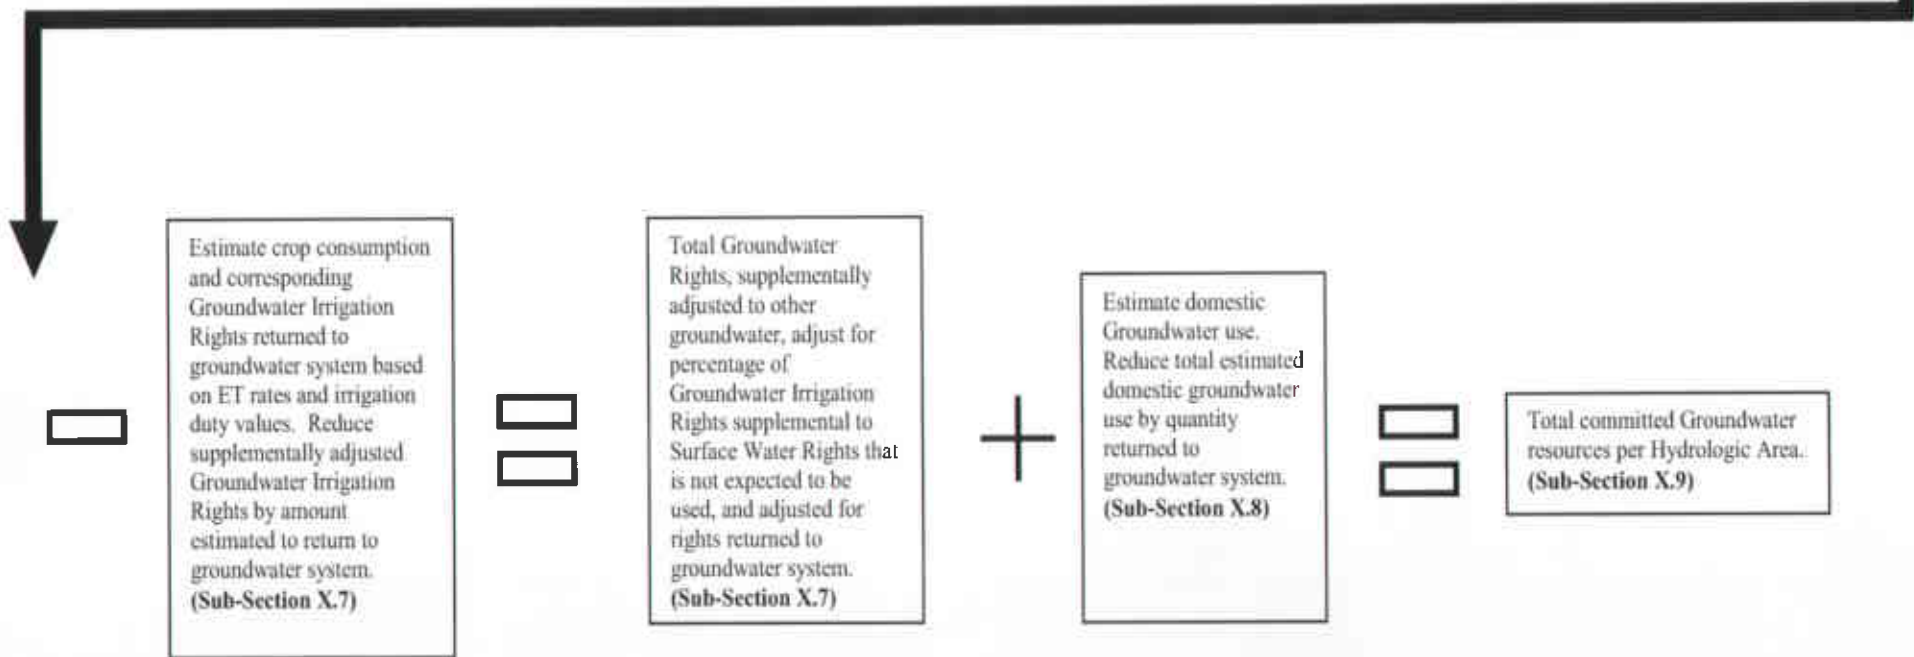 Estimate crop consumption
and corresponding
Groundwater Irrigation
Rights returned to
groundwater system based
on ET rates and irrigation
duty values. Reduce
supplementally adjusted
Groundwater Irrigation
Rights by amount
estimated to return to
groundwater system.
(Sub-Section X.7)
Total Groundwater
Rights, supplementally
adjusted to other
groundwater, adjust for
percentage of
Groundwater Irrigation
Rights supplemental to
Surface Water Rights that
is not expected to be
used, and adjusted for
rights returned to
groundwater system.
(Sub-Section X.7)
Estimate domestic
Groundwater use.
Reduce total estimated
domestic groundwater
use by quantity
returned to
groundwater system.
(Sub-Section X.8)
Total committed Groundwater
resources per Hydrologic Area.
(Sub-Section X.9)